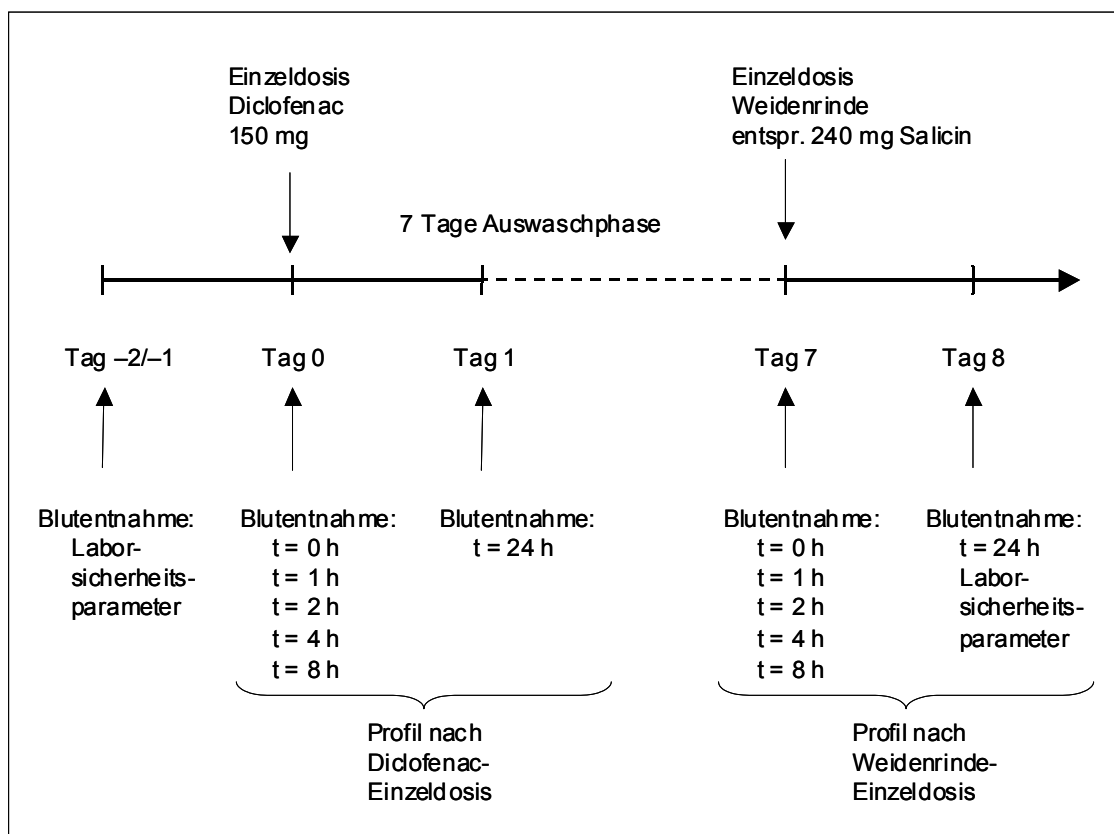 Einzeldosis
Diclofenac
150 mg
Einzeldosis
Weidenrinde
entspr. 240 mg Salicin
7 Tage Auswaschphase
Tag –2/–1
Tag 0
Tag 1
Tag 7
Tag 8
Blutentnahme:
Labor-
sicherheits-
parameter
Blutentnahme:
t = 0 h
t = 1 h
t = 2 h
t = 4 h
t = 8 h
Blutentnahme:
t = 24 h
Blutentnahme:
t = 0 h
t = 1 h
t = 2 h
t = 4 h
t = 8 h
Blutentnahme:
t = 24 h
Labor-
sicherheits-
parameter
Profil nach
Diclofenac-
Einzeldosis
Profil nach
Weidenrinde-
Einzeldosis